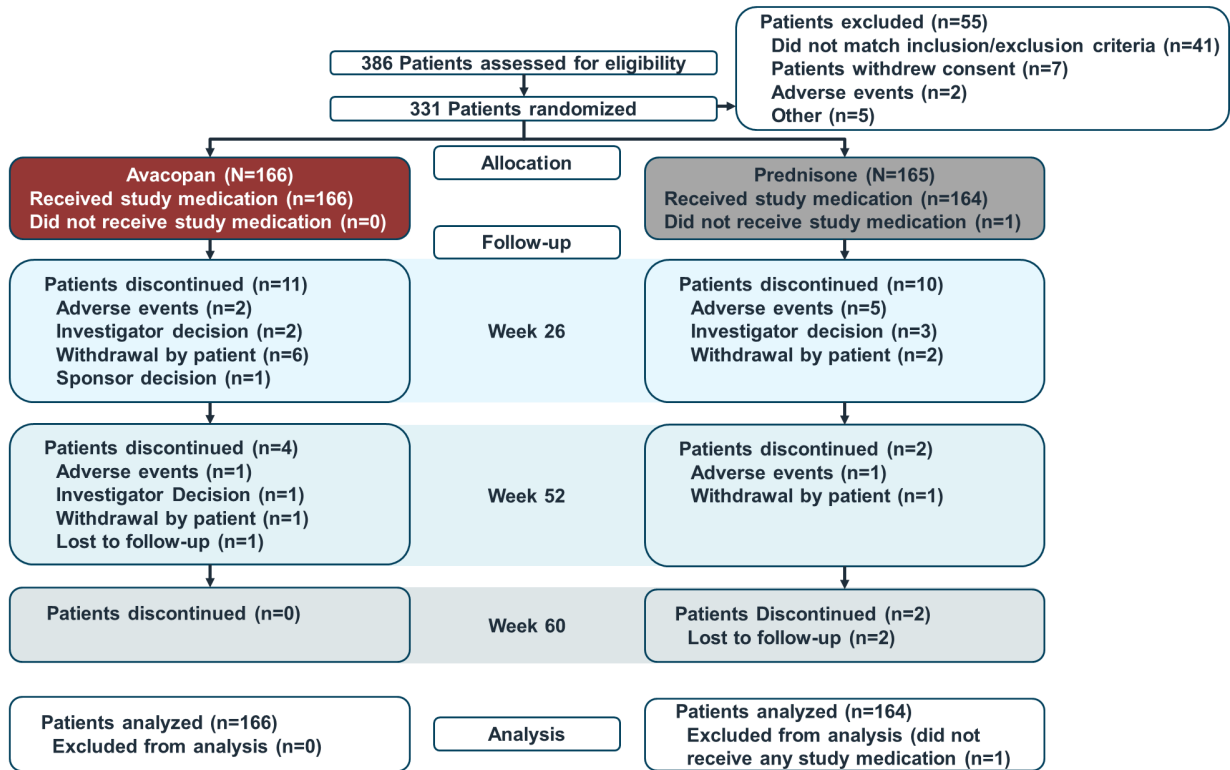 386 Patients assessed for eligibility
331 Patients randomized
Patients excluded (n=55)
Did not match inclusion/exclusion criteria (n=41)
Patients withdrew consent (n=7)
Adverse events (n=2)
Other (n=5)
Allocation
Avacopan (N=166)
Received study medication (n=166)
Did not receive study medication (n=0)
Prednisone (N=165)
Received study medication (n=164)
Did not receive study medication (n=1)
Follow-up
Patients discontinued (n=11)
Adverse events (n=2)
Investigator decision (n=2)
Withdrawal by patient (n=6)
Sponsor decision (n=1)
Week 26
Patients discontinued (n=10)
Adverse events (n=5)
Investigator decision (n=3)
Withdrawal by patient (n=2)
Patients discontinued (n=4)
Adverse events (n=1)
Investigator Decision (n=1)
Withdrawal by patient (n=1)
Lost to follow-up (n=1)
Week 52
Patients discontinued (n=2)
Adverse events (n=1)
Withdrawal by patient (n=1)
Patients discontinued (n=0)
Week 60
Patients Discontinued (n=2)
Lost to follow-up (n=2)
Patients analyzed (n=166)
Excluded from analysis (n=0)
Analysis
Patients analyzed (n=164)
Excluded from analysis (did not
receive any study medication (n=1)